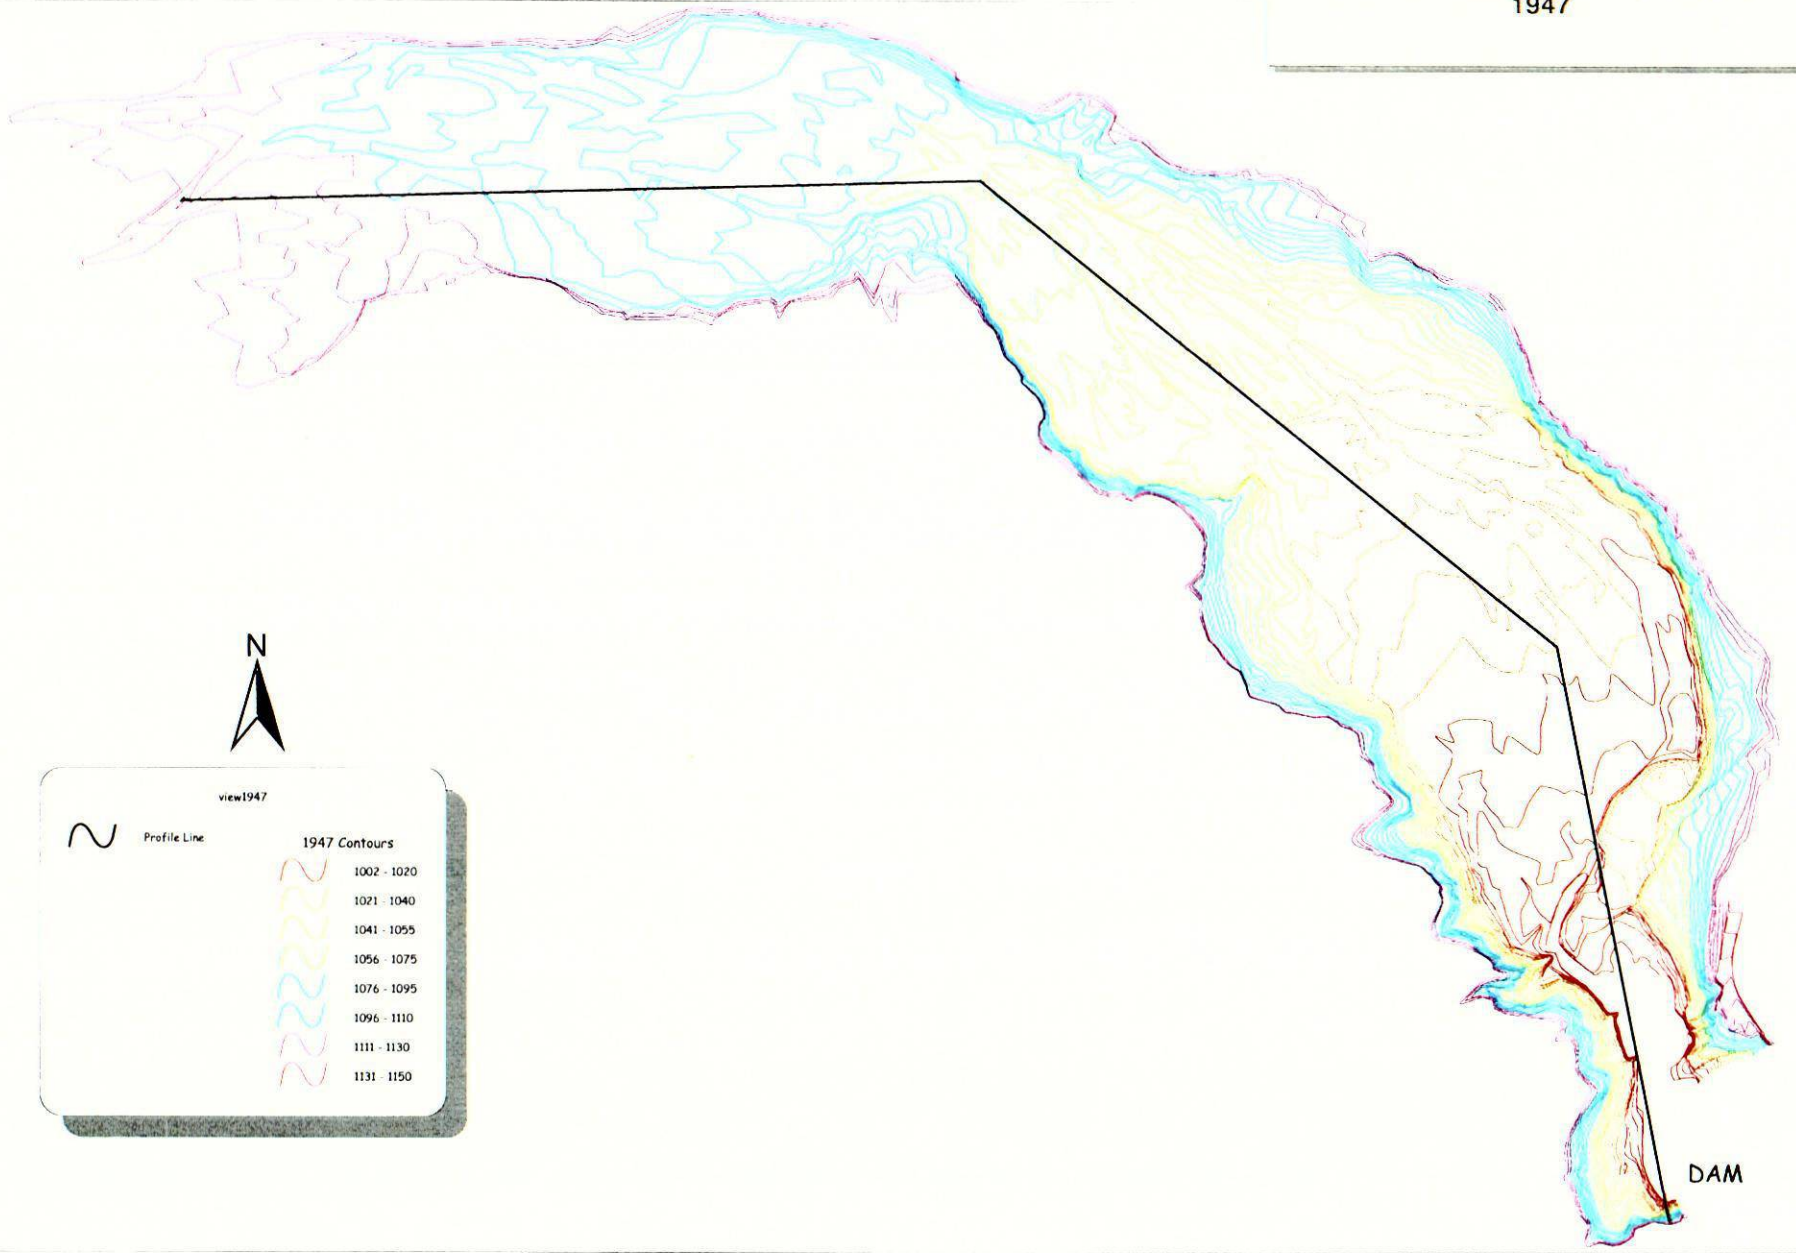 1947
N
view1947
Profile Line
1947 Contours
1002 - 1020
1021 - 1040
1041 - 1055
1056 - 1075
1076 - 1095
1096 - 1110
1111 - 1130
1131 - 1150
DAM